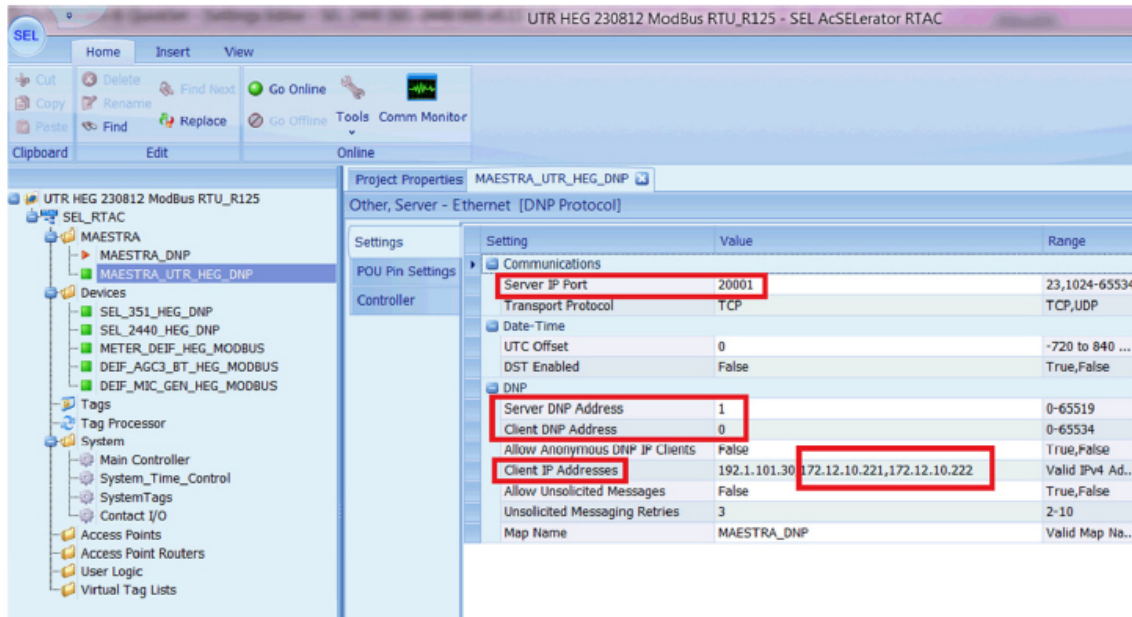 UTR HEG 230812 ModBus RTU_R125 - SEL AcSELerator RTAC
SEL
Home Insert View
Cut Delete Find Next Go Online
Copy Rename
Paste Find Replace Go Offline Tools Comm Monitor
Clipboard Edit Online
Project Properties MAESTRA_UTR_HEG_DNP
UTR HEG 230812 ModBus RTU_R125
Other, Server - Ethernet [DNP Protocol]
SEL_RTAC
MAESTRA
MAESTRA_DNP
MAESTRA_UTR_HEG_DNP
Devices
SEL_351_HEG_DNP
SEL_2440_HEG_DNP
METER_DEIF_HEG_MODBUS
DEIF_AGC3_BT_HEG_MODBUS
DEIF_MIC_GEN_HEG_MODBUS
Tags
Tag Processor
System
Main Controller
System_Time_Control
SystemTags
Contact I/O
Access Points
Access Point Routers
User Logic
Virtual Tag Lists
Settings
POU Pin Settings
Controller
Setting Value Range
Communications
Server IP Port 20001 23,1024-65534
Transport Protocol TCP TCP,UDP
Date-Time
UTC Offset 0 -720 to 840 ...
DST Enabled False True,False
DNP
Server DNP Address 1 0-65519
Client DNP Address 0 0-65534
Allow Anonymous DNP IP Clients False True,False
Client IP Addresses 192.1.101.30,172.12.10.221,172.12.10.222 Valid IPv4 Ad...
Allow Unsolicited Messages False True,False
Unsolicited Messaging Retries 3 2-10
Map Name MAESTRA_DNP Valid Map Na...